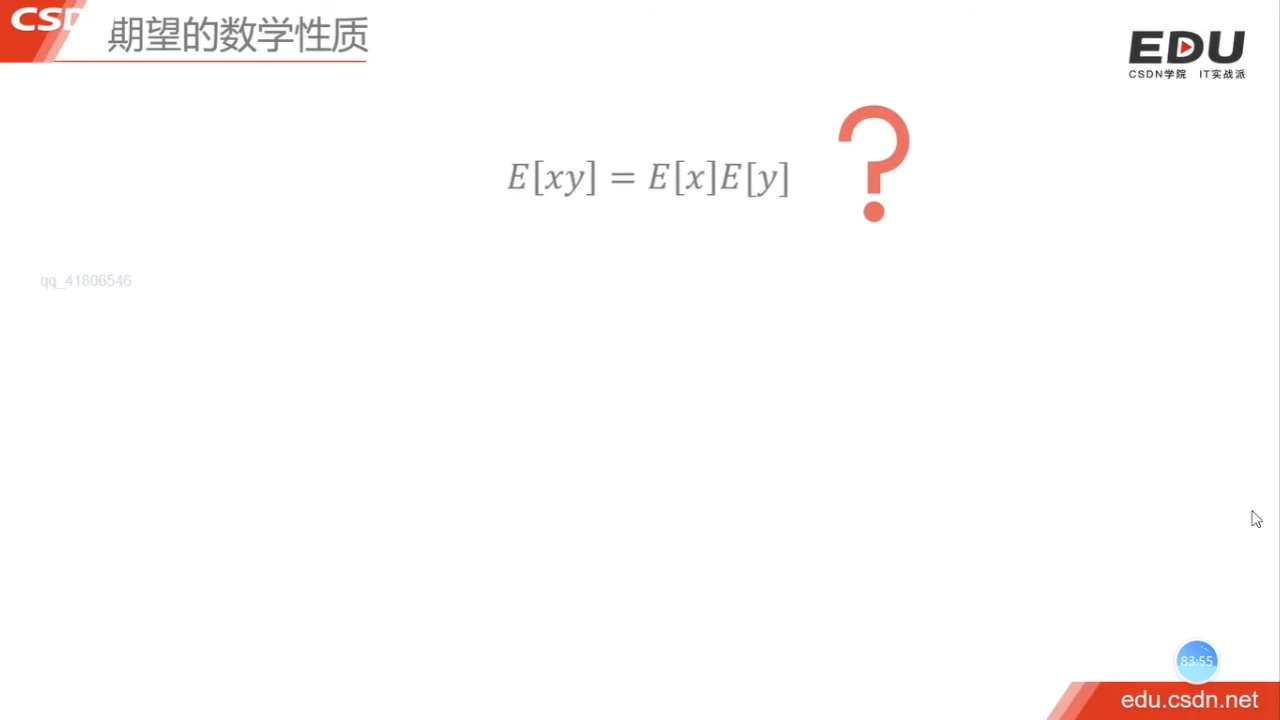 CSD
期望的数学性质
EDU
CSDN学院 IT实战派
E[xy] = E[x]E[y] ?
qq_41806546
83:55
edu.csdn.net